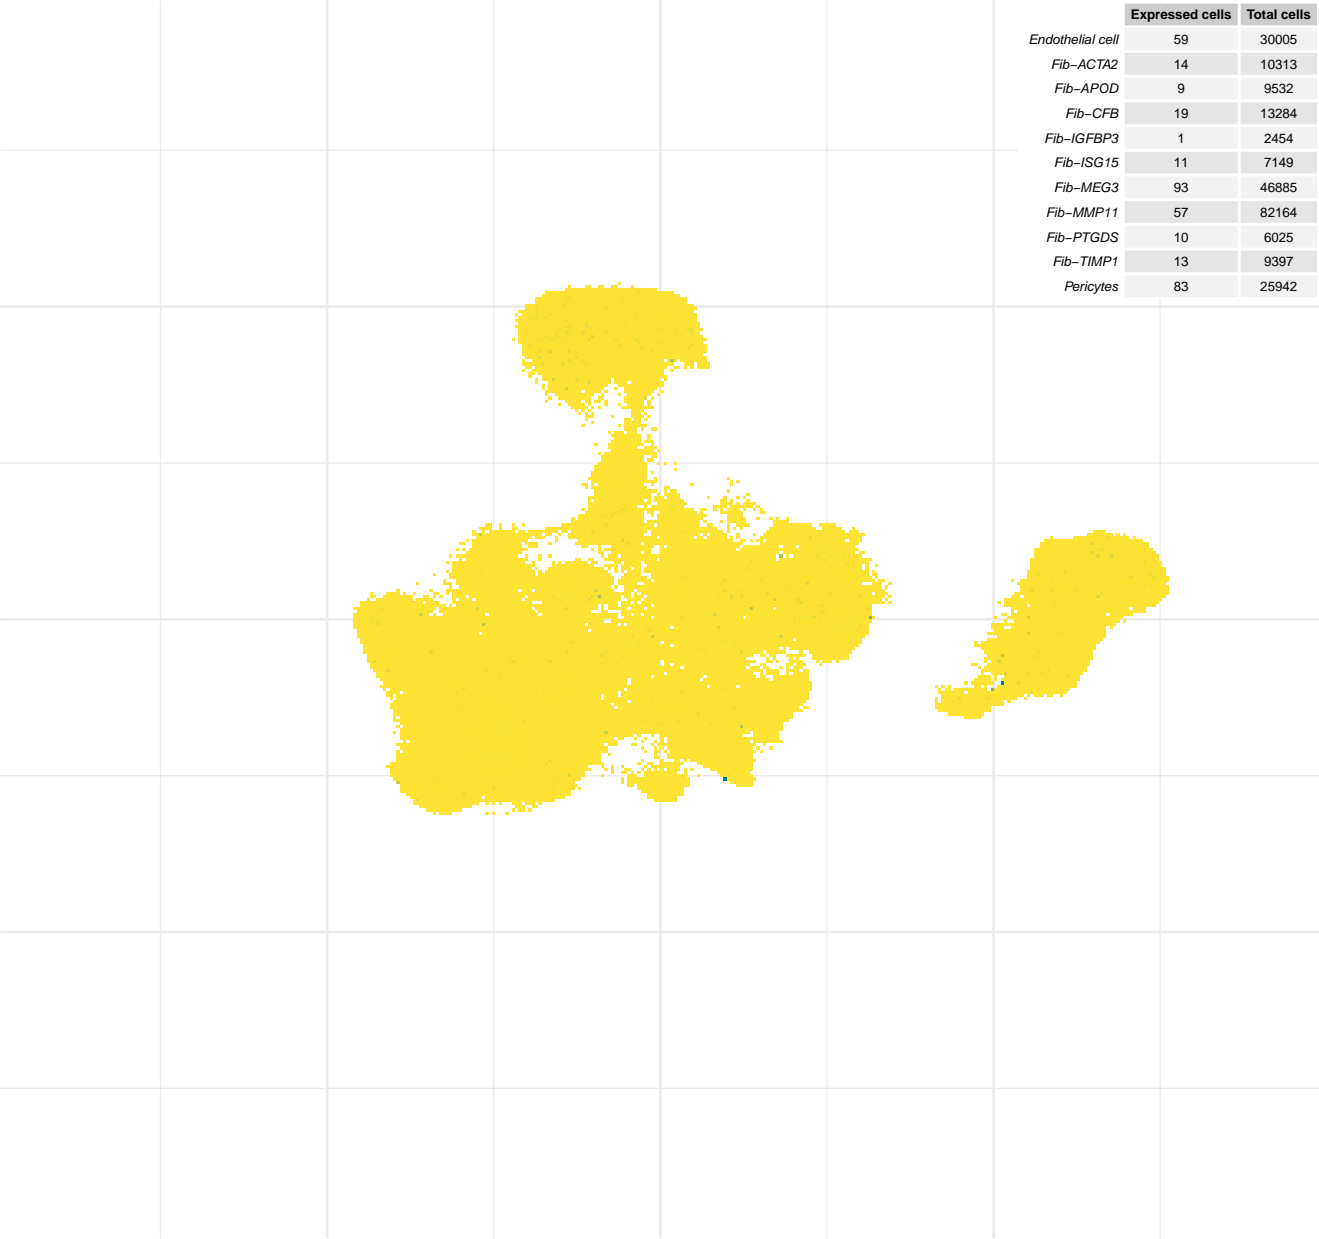 Expressed cells Total cells
Endothelial cell 59 30005
Fib−ACTA2 14 10313
Fib−APOD 9 9532
Fib−CFB 19 13284
Fib−IGFBP3 1 2454
Fib−ISG15 11 7149
Fib−MEG3 93 46885
Fib−MMP11 57 82164
Fib−PTGDS 10 6025
Fib−TIMP1 13 9397
Pericytes 83 25942